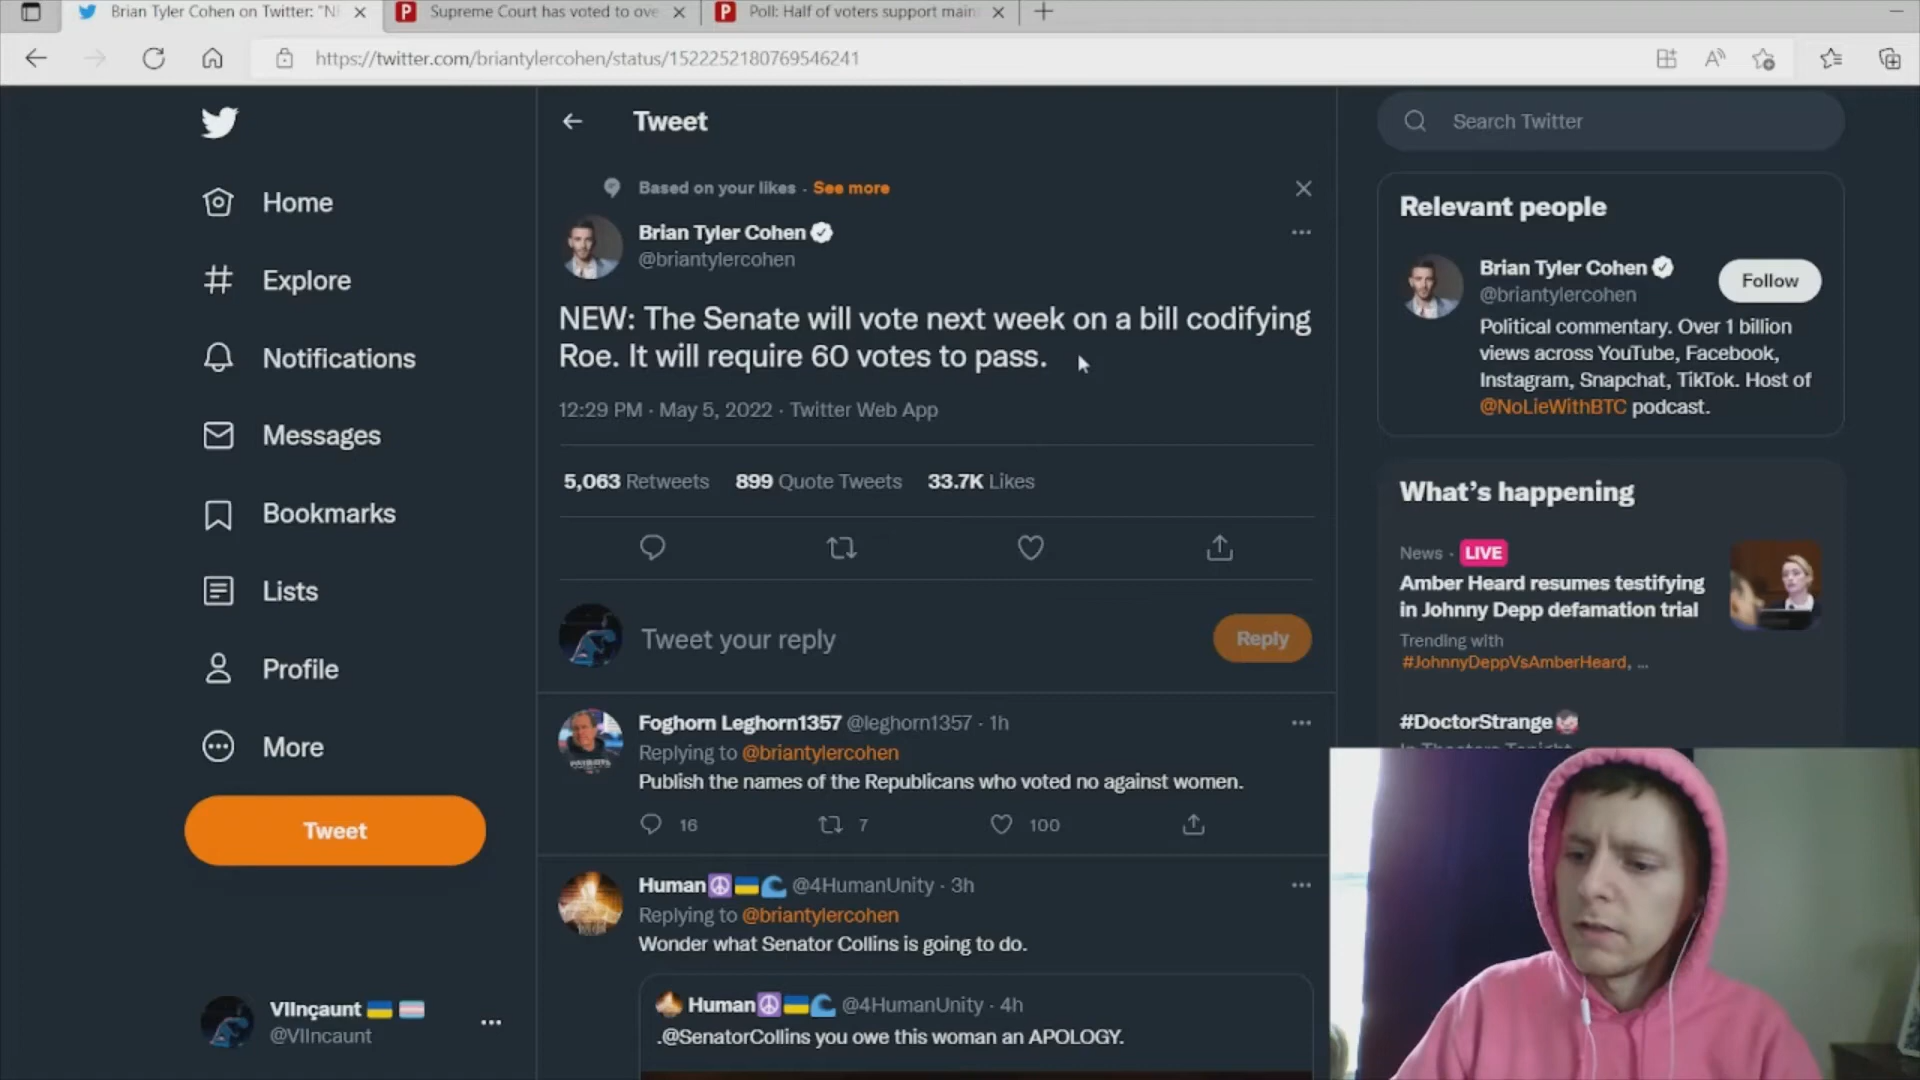 Brian Tyler Cohen on Twitter: "NE
Supreme Court has voted to ove
Poll: Half of voters support main
https://twitter.com/briantylercohen/status/1522252180769546241
Home
Explore
Notifications
Messages
Bookmarks
Lists
Profile
More
Tweet
VIInçaunt
@VIIncaunt
Tweet
Based on your likes · See more
Brian Tyler Cohen
@briantylercohen
NEW: The Senate will vote next week on a bill codifying
Roe. It will require 60 votes to pass.
12:29 PM · May 5, 2022 · Twitter Web App
5,063 Retweets 899 Quote Tweets 33.7K Likes
Tweet your reply
Reply
Foghorn Leghorn1357 @leghorn1357 · 1h
Replying to @briantylercohen
Publish the names of the Republicans who voted no against women.
16 7 100
Human @4HumanUnity · 3h
Replying to @briantylercohen
Wonder what Senator Collins is going to do.
Human @4HumanUnity · 4h
.@SenatorCollins you owe this woman an APOLOGY.
Search Twitter
Relevant people
Brian Tyler Cohen
@briantylercohen
Follow
Political commentary. Over 1 billion
views across YouTube, Facebook,
Instagram, Snapchat, TikTok. Host of
@NoLieWithBTC podcast.
What's happening
News · LIVE
Amber Heard resumes testifying
in Johnny Depp defamation trial
Trending with
#JohnnyDeppVsAmberHeard, ...
#DoctorStrange
In Theaters Tonight